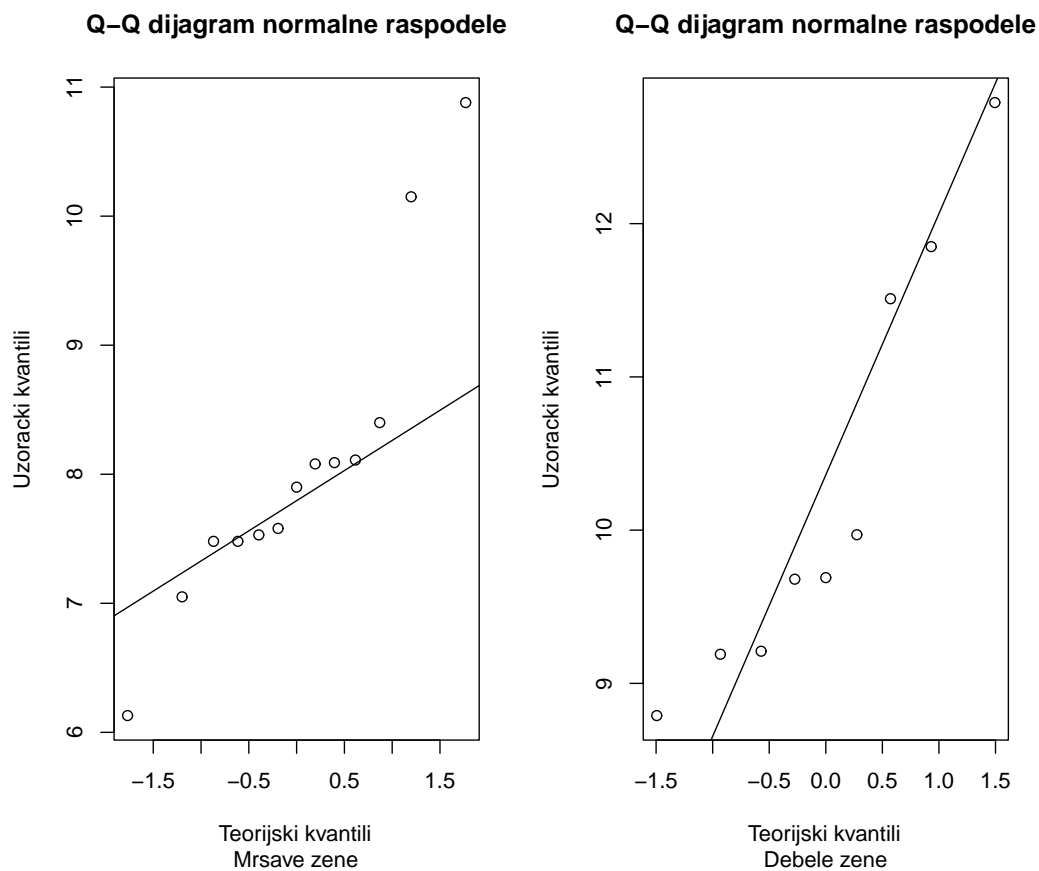 Q−Q dijagram normalne raspodele
Uzoracki kvantili
11
10
9
8
7
6
−1.5
−0.5
0.5
1.5
Teorijski kvantili
Mrsave zene
Q−Q dijagram normalne raspodele
Uzoracki kvantili
12
11
10
9
−1.5
−0.5
0.0
0.5
1.0
1.5
Teorijski kvantili
Debele zene